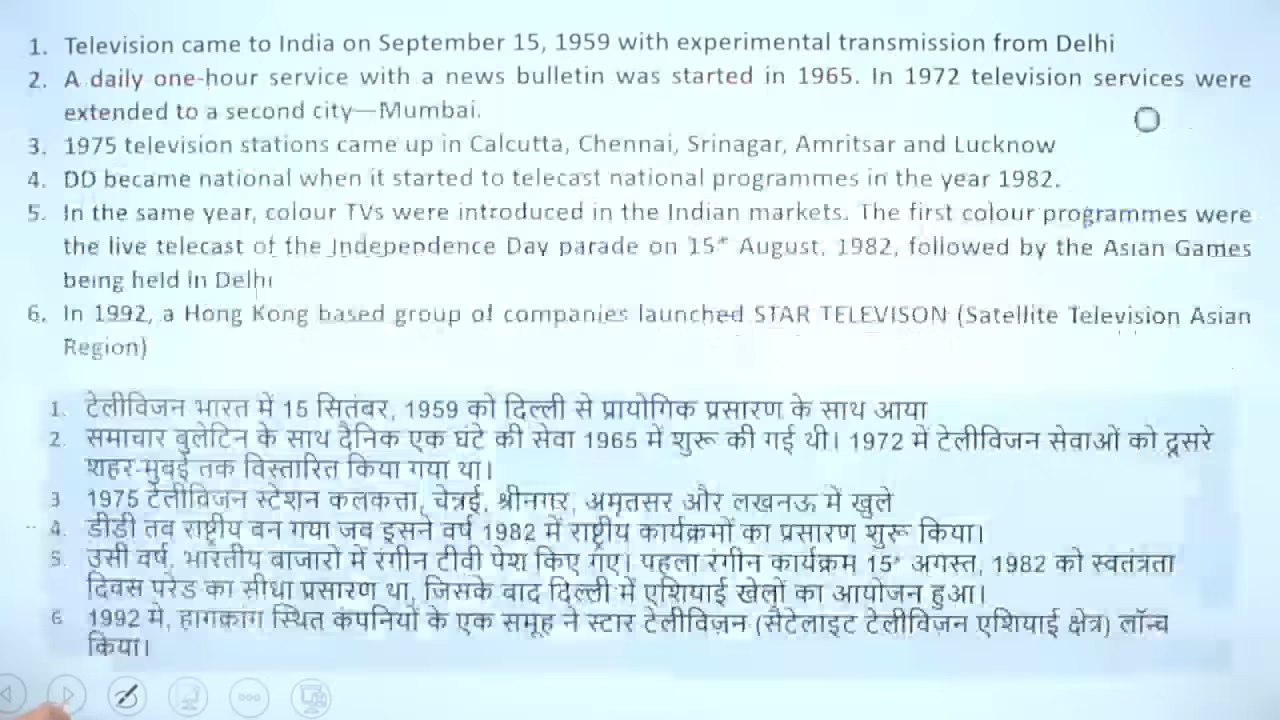 1. Television came to India on September 15, 1959 with experimental transmission from Delhi
2. A daily one-hour service with a news bulletin was started in 1965. In 1972 television services were
extended to a second city—Mumbai.
3. 1975 television stations came up in Calcutta, Chennai, Srinagar, Amritsar and Lucknow
4. DD became national when it started to telecast national programmes in the year 1982.
5. In the same year, colour TVs were introduced in the Indian markets. The first colour programmes were
the live telecast of the Independence Day parade on 15th August, 1982, followed by the Asian Games
being held in Delhi
6. In 1992, a Hong Kong based group of companies launched STAR TELEVISON (Satellite Television Asian
Region)
1. टेलीविजन भारत में 15 सितंबर, 1959 को दिल्ली से प्रायोगिक प्रसारण के साथ आया
2. समाचार बुलेटिन के साथ दैनिक एक घंटे की सेवा 1965 में शुरू की गई थी। 1972 में टेलीविजन सेवाओं को दूसरे
शहर-मुंबई तक विस्तारित किया गया था।
3 1975 टेलीविजन स्टेशन कलकत्ता, चेन्नई, श्रीनगर, अमृतसर और लखनऊ में खुले
4. डीडी तब राष्ट्रीय बन गया जब इसने वर्ष 1982 में राष्ट्रीय कार्यक्रमों का प्रसारण शुरू किया।
5. उसी वर्ष, भारतीय बाजारों में रंगीन टीवी पेश किए गए। पहला रंगीन कार्यक्रम 15 अगस्त, 1982 को स्वतंत्रता
दिवस परेड का सीधा प्रसारण था, जिसके बाद दिल्ली में एशियाई खेलों का आयोजन हुआ।
6 1992 में, हांगकांग स्थित कंपनियों के एक समूह ने स्टार टेलीविज़न (सैटेलाइट टेलीविजन एशियाई क्षेत्र) लॉन्च
किया।